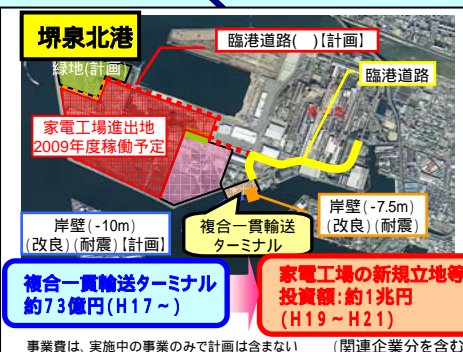 堺泉北港
緑地(計画)
臨港道路( )【計画】
臨港道路
家電工場進出地
2009年度稼働予定
岸壁(-10m)
(改良)(耐震)【計画】
複合一貫輸送
ターミナル
岸壁(-7.5m)
(改良)(耐震)
複合一貫輸送ターミナル
約73億円(H17~)
家電工場の新規立地等
投資額:約1兆円
(H19~H21)
事業費は、実施中の事業のみで計画は含まない
(関連企業分を含む